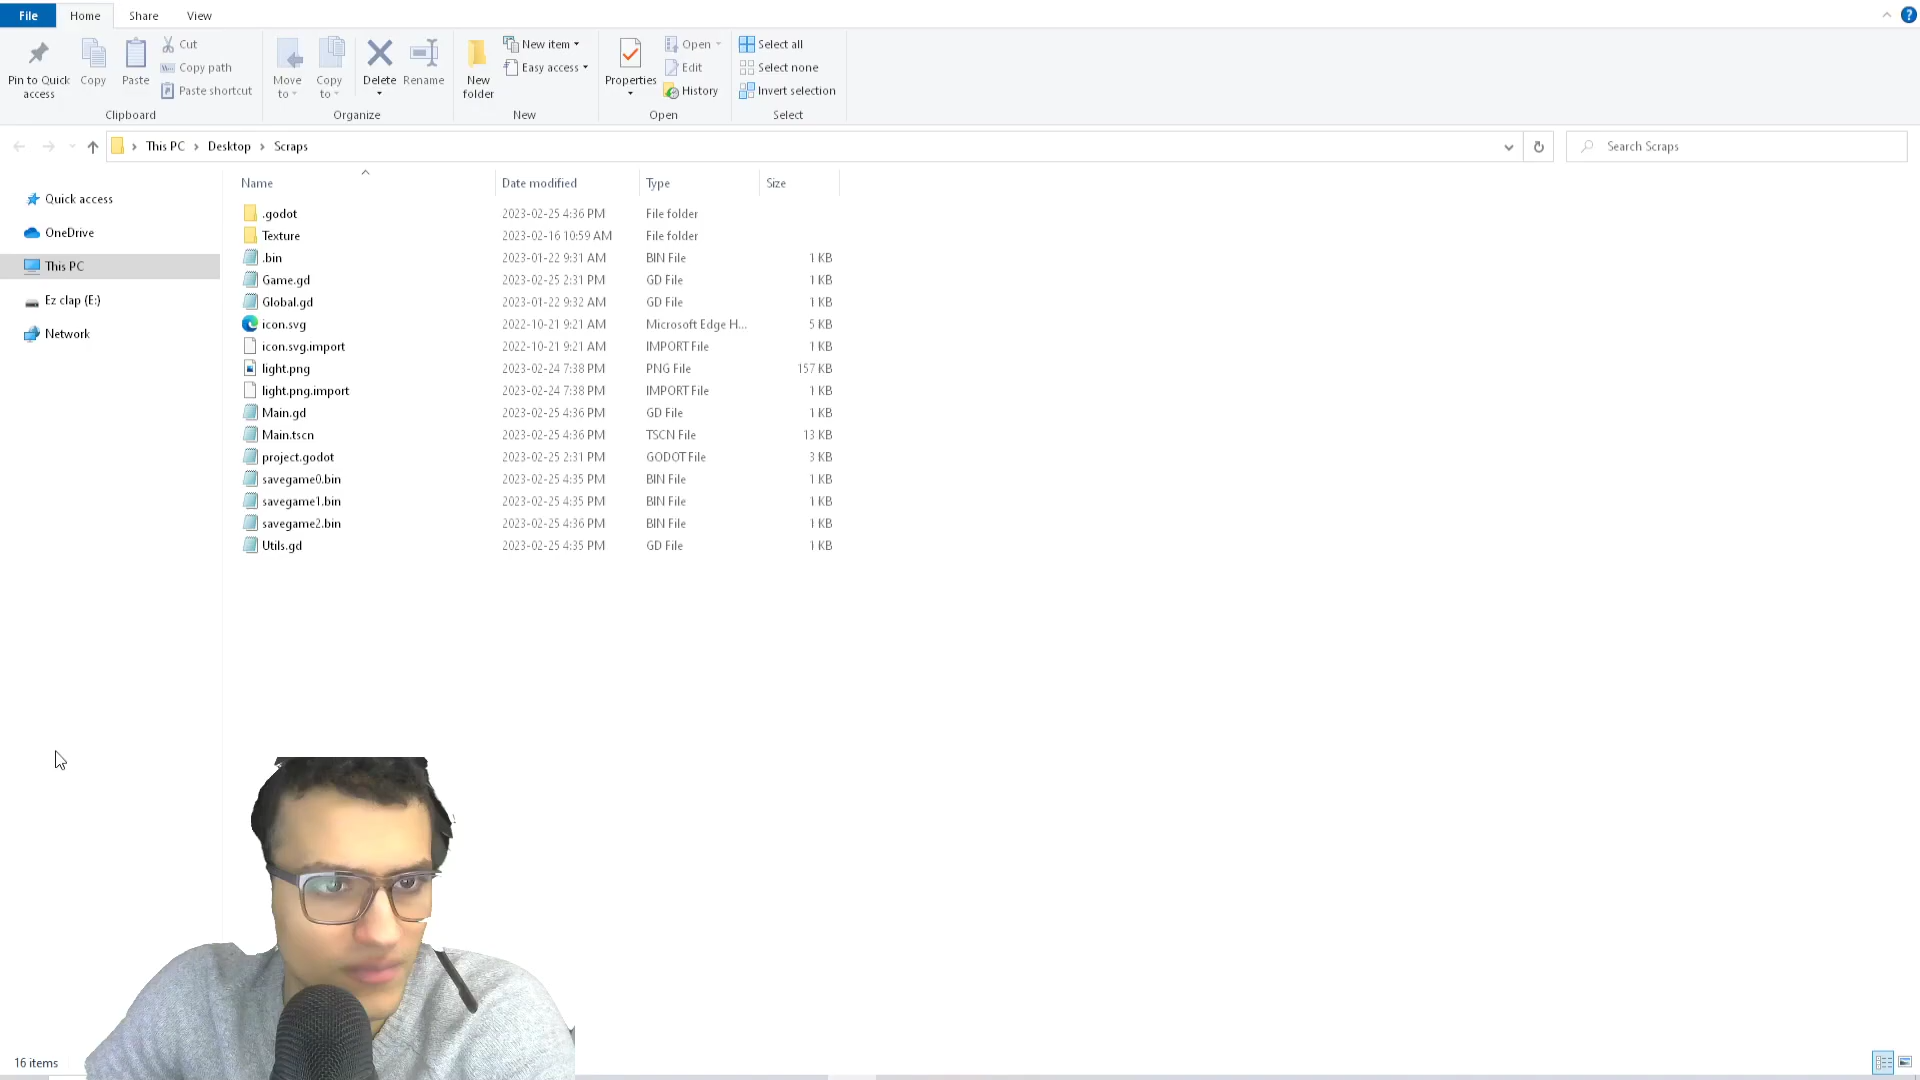 File Home Share View
Pin to Quick access
Copy
Paste
Cut
Copy path
Paste shortcut
Clipboard
Move to
Copy to
Delete
Rename
Organize
New folder
New item
Easy access
New
Properties
Open
Edit
History
Open
Select all
Select none
Invert selection
Select
This PC > Desktop > Scraps
Search Scraps
Quick access
OneDrive
This PC
Ez clap (E:)
Network
Name Date modified Type Size
.godot 2023-02-25 4:36 PM File folder
Texture 2023-02-16 10:59 AM File folder
.bin 2023-01-22 9:31 AM BIN File 1 KB
Game.gd 2023-02-25 2:31 PM GD File 1 KB
Global.gd 2023-01-22 9:32 AM GD File 1 KB
icon.svg 2022-10-21 9:21 AM Microsoft Edge H... 5 KB
icon.svg.import 2022-10-21 9:21 AM IMPORT File 1 KB
light.png 2023-02-24 7:38 PM PNG File 157 KB
light.png.import 2023-02-24 7:38 PM IMPORT File 1 KB
Main.gd 2023-02-25 4:36 PM GD File 1 KB
Main.tscn 2023-02-25 4:36 PM TSCN File 13 KB
project.godot 2023-02-25 2:31 PM GODOT File 3 KB
savegame0.bin 2023-02-25 4:35 PM BIN File 1 KB
savegame1.bin 2023-02-25 4:35 PM BIN File 1 KB
savegame2.bin 2023-02-25 4:36 PM BIN File 1 KB
Utils.gd 2023-02-25 4:35 PM GD File 1 KB
16 items